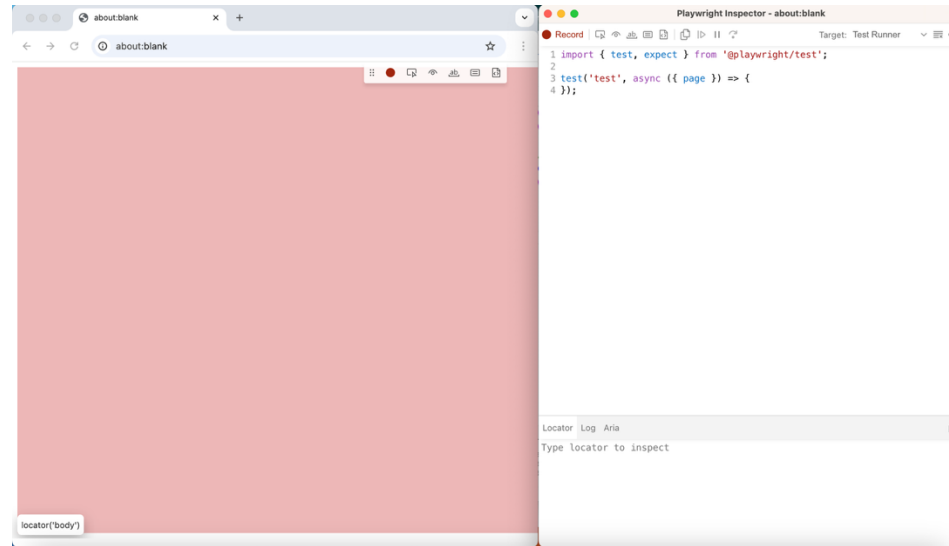 about:blank
about:blank
locator('body')
Playwright Inspector - about:blank
Record
Target: Test Runner
1 import { test, expect } from '@playwright/test';
2
3 test('test', async ({ page }) => {
4 });
Locator Log Aria
Type locator to inspect